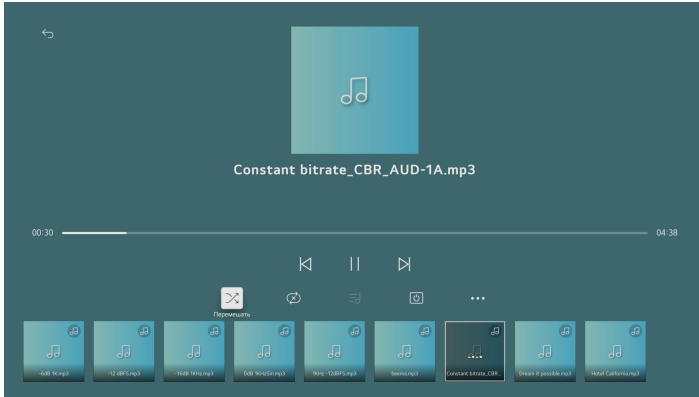 Constant bitrate_CBR_AUD-1A.mp3
00:30
04:38
Перемешать
-6dB 1K.mp3
-12 dBFS.mp3
-16dB 1KHz.mp3
0dB 1KHzSin.mp3
1KHz -12dBFS.mp3
beema.mp3
Constant bitrate_CBR...
Dream it possible.mp3
Hotel California.mp3